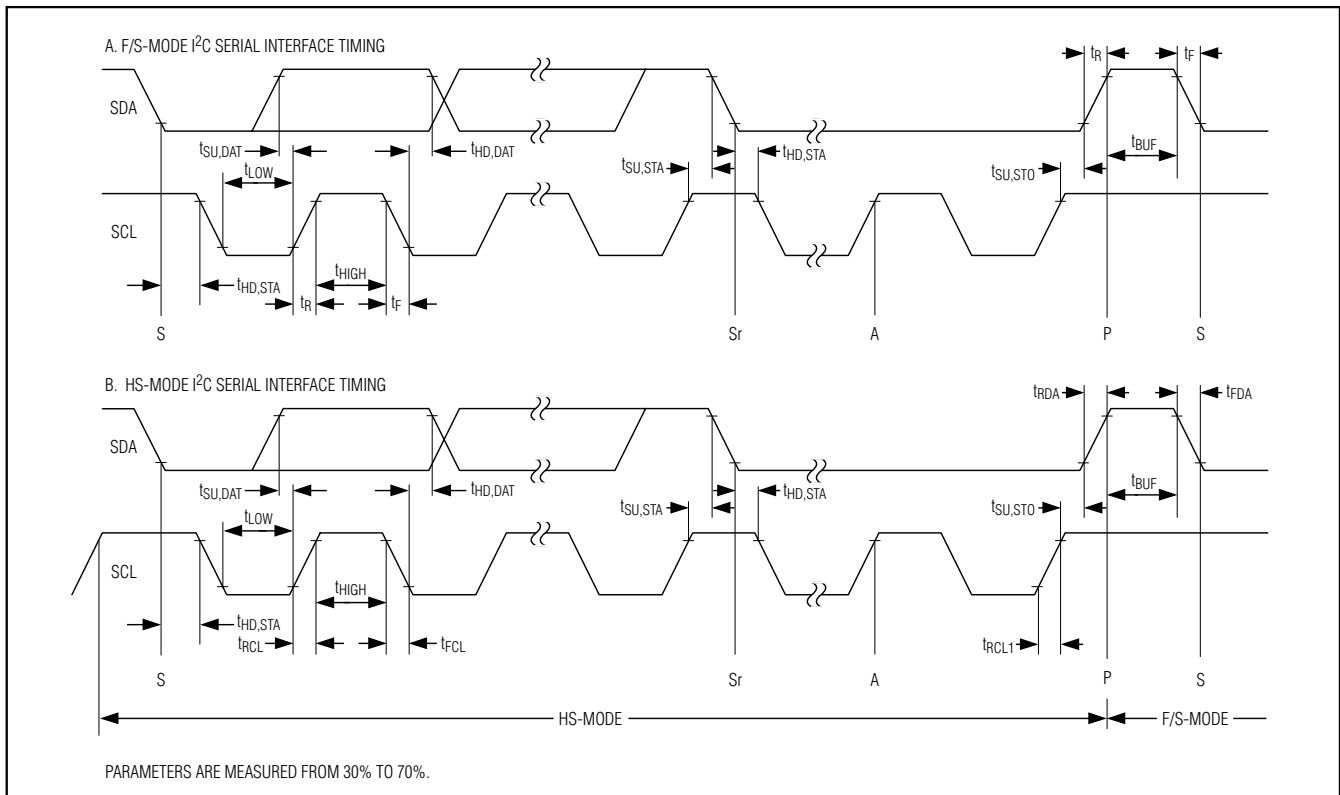 A. F/S-MODE I²C SERIAL INTERFACE TIMING
tR
tF
SDA
tSU,DAT
tHD,DAT
tLOW
tSU,STA
tHD,STA
tBUF
tSU,STO
SCL
tHIGH
tHD,STA
tR
tF
S
Sr
A
P
S
B. HS-MODE I²C SERIAL INTERFACE TIMING
tRDA
tFDA
SDA
tSU,DAT
tHD,DAT
tLOW
tSU,STA
tHD,STA
tBUF
tSU,STO
SCL
tHIGH
tHD,STA
tRCL
tFCL
tRCL1
S
Sr
A
P
S
HS-MODE
F/S-MODE
PARAMETERS ARE MEASURED FROM 30% TO 70%.